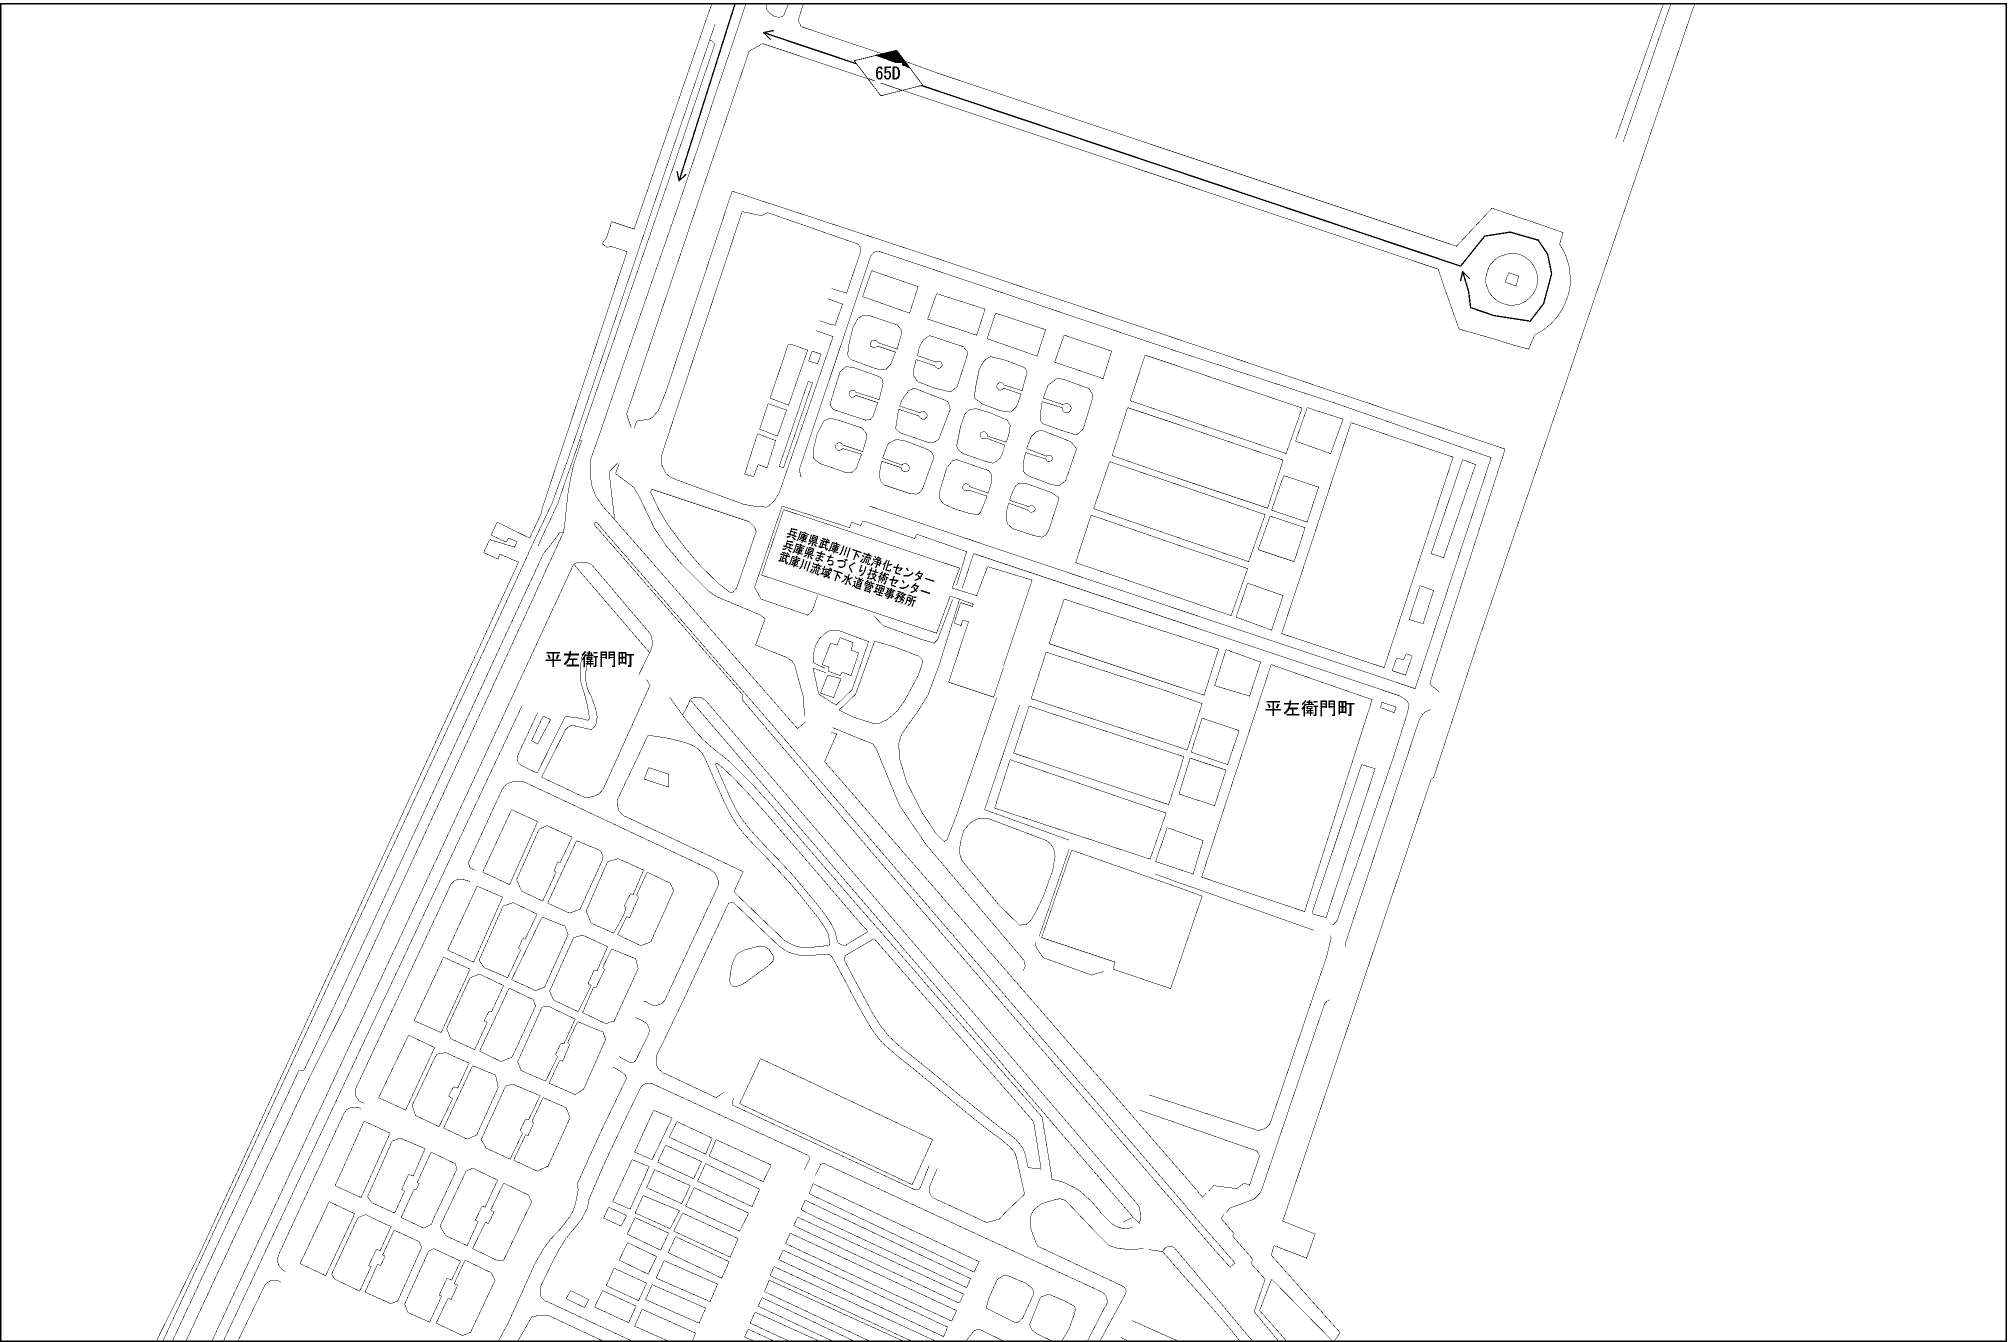 65D
兵庫県武庫川下流浄化センター
兵庫県まちづくり技術センター
武庫川流域下水道管理事務所
平左衛門町
平左衛門町